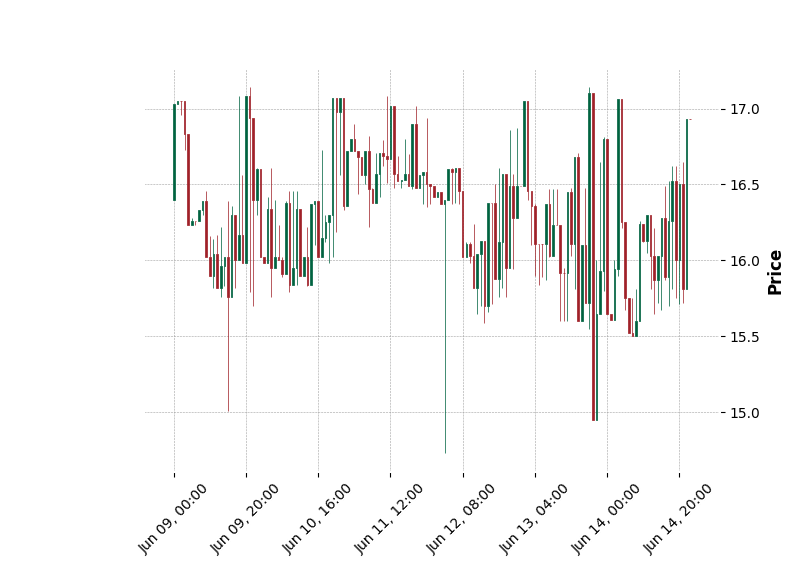 17.0
16.5
16.0
15.5
15.0
Price
Jun 09, 00:00
Jun 09, 20:00
Jun 10, 16:00
Jun 11, 12:00
Jun 12, 08:00
Jun 13, 04:00
Jun 14, 00:00
Jun 14, 20:00